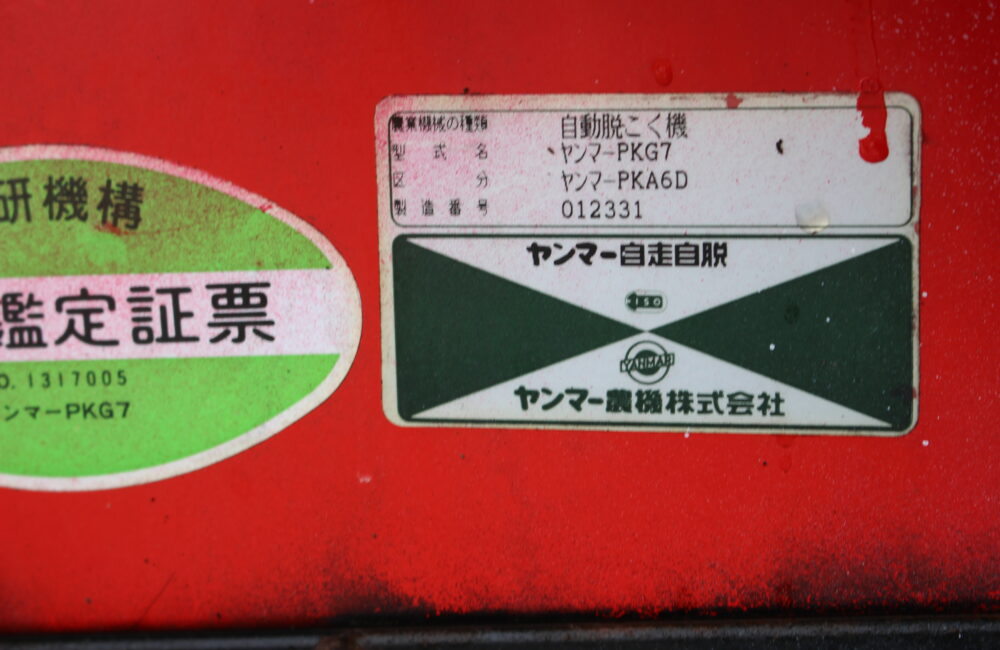 研機構
鑑定証票
O. 1317005
ンマーPKG7
農業機械の種類 自動脱こく機
型式名 ヤンマーPKG7
区分 ヤンマーPKA6D
製造番号 012331
ヤンマー自走自脱
ISO
YANMAR
ヤンマー農機株式会社